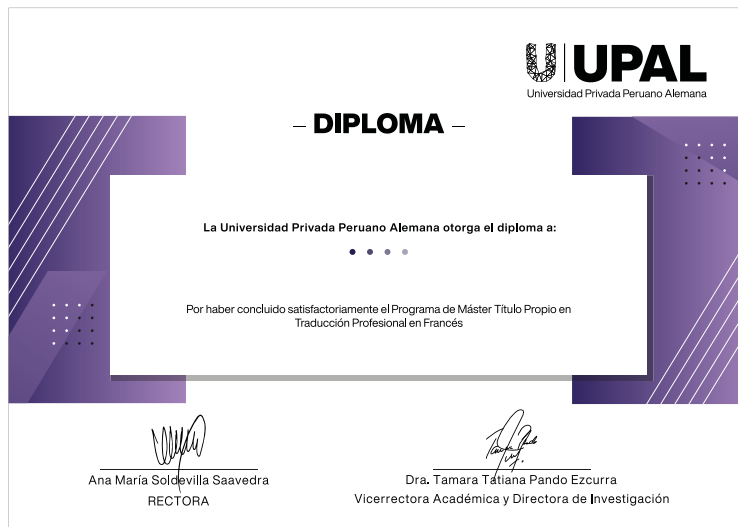 UPAL
Universidad Privada Peruano Alemana
– DIPLOMA –
La Universidad Privada Peruano Alemana otorga el diploma a:
Por haber concluido satisfactoriamente el Programa de Máster Título Propio en
Traducción Profesional en Francés
Ana María Soldevilla Saavedra
RECTORA
Dra. Tamara Tatiana Pando Ezcurra
Vicerrectora Académica y Directora de Investigación